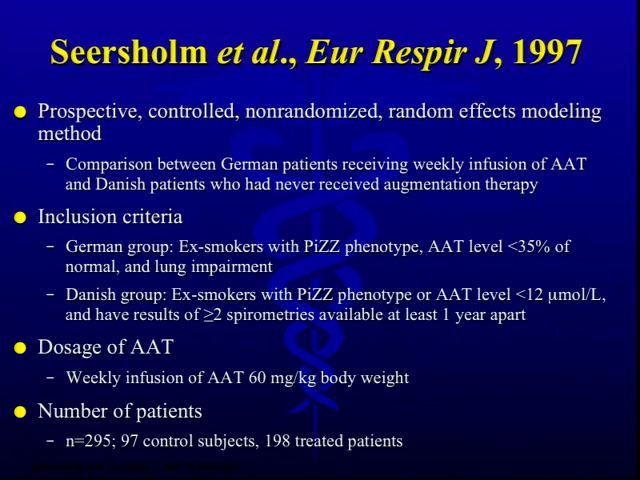 Seersholm et al., Eur Respir J, 1997
● Prospective, controlled, nonrandomized, random effects modeling
method
– Comparison between German patients receiving weekly infusion of AAT
and Danish patients who had never received augmentation therapy
● Inclusion criteria
– German group: Ex-smokers with PiZZ phenotype, AAT level <35% of
normal, and lung impairment
– Danish group: Ex-smokers with PiZZ phenotype or AAT level <12 μmol/L,
and have results of ≥2 spirometries available at least 1 year apart
● Dosage of AAT
– Weekly infusion of AAT 60 mg/kg body weight
● Number of patients
– n=295; 97 control subjects, 198 treated patients